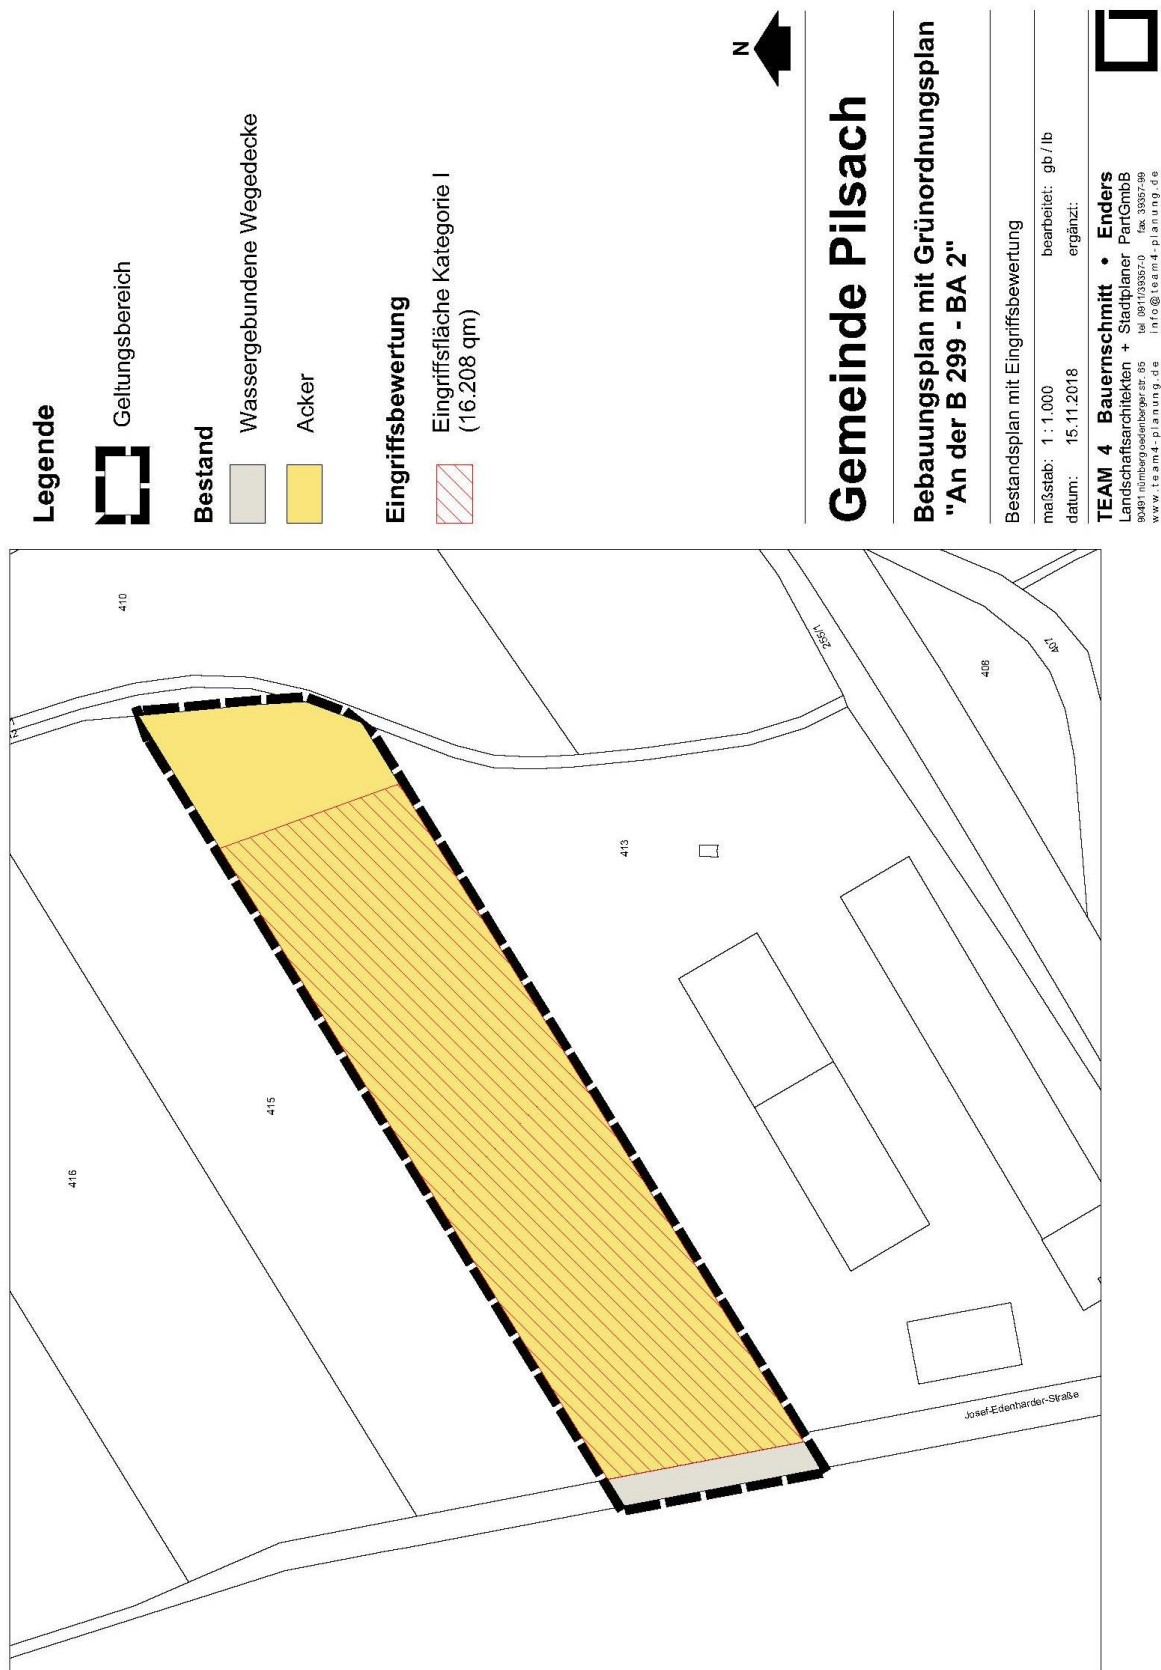 416
415
410
413
255/1
408
407
Josef-Edenharder-Straße
Legende
Geltungsbereich
Bestand
Wassergebundene Wegedecke
Acker
Eingriffsbewertung
Eingriffsfläche Kategorie I
(16.208 qm)
N
Gemeinde Pilsach
Bebauungsplan mit Grünordnungsplan
"An der B 299 - BA 2"
Bestandsplan mit Eingriffsbewertung
maßstab: 1 : 1.000 bearbeitet: gb / lb
datum: 15.11.2018 ergänzt:
TEAM 4 Bauernschmitt • Enders
Landschaftsarchitekten + Stadtplaner PartGmbB
90491 nürnberg oedenberger str. 65 tel 0911/39357-0 fax 39357-99
www.team4-planung.de info@team4-planung.de